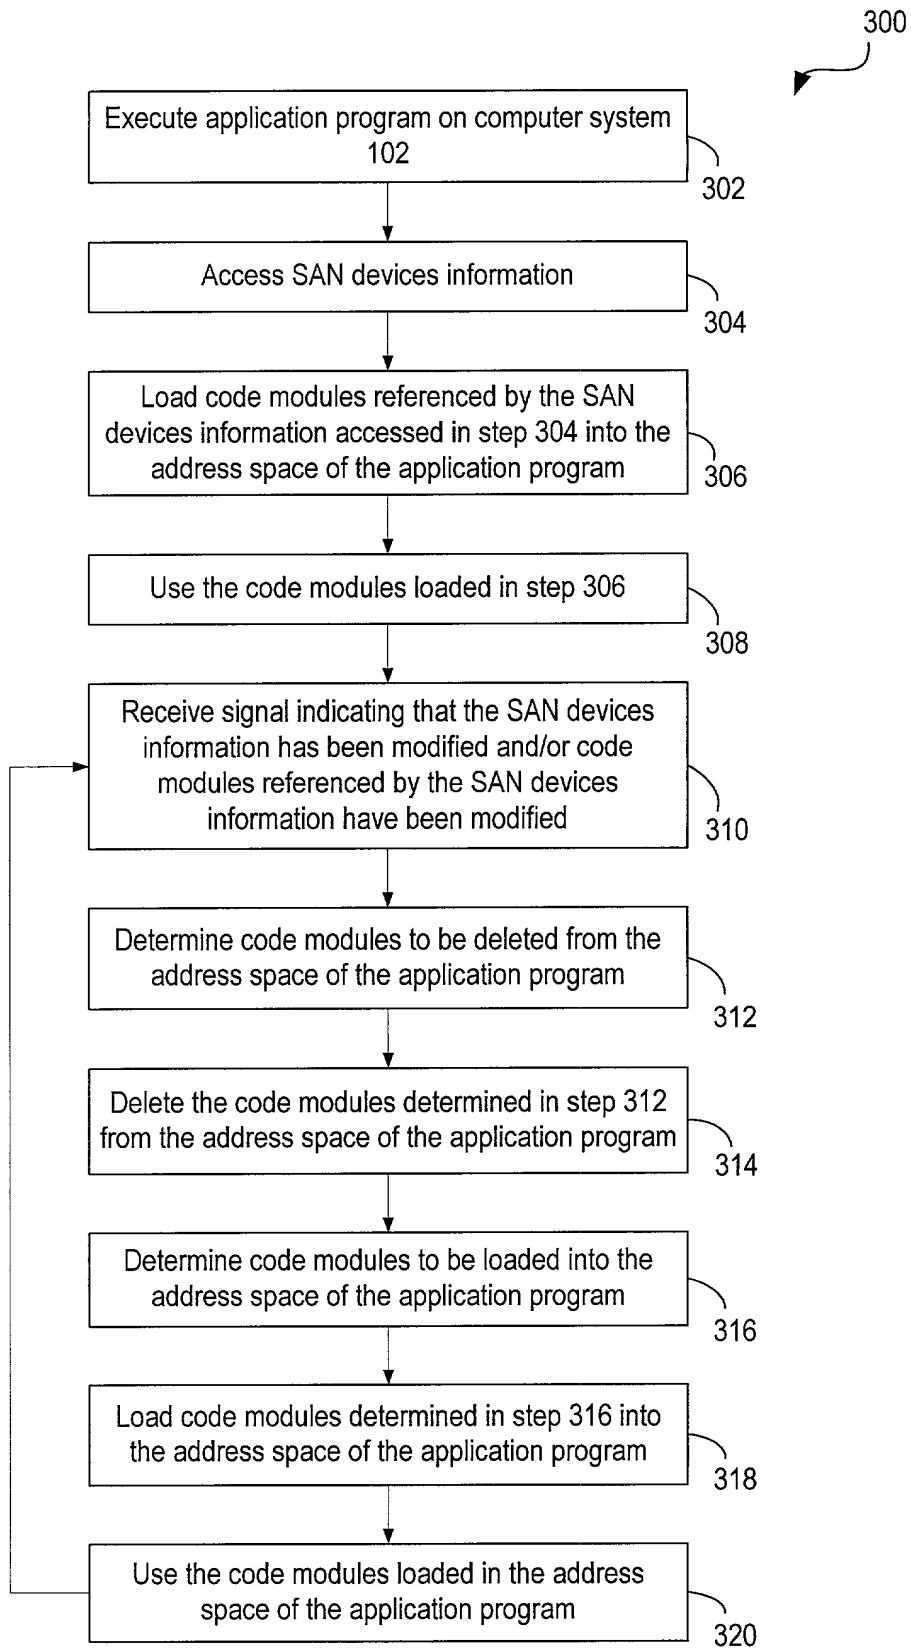 300
Execute application program on computer system
102
302
Access SAN devices information
304
Load code modules referenced by the SAN
devices information accessed in step 304 into the
address space of the application program
306
Use the code modules loaded in step 306
308
Receive signal indicating that the SAN devices
information has been modified and/or code
modules referenced by the SAN devices
information have been modified
310
Determine code modules to be deleted from the
address space of the application program
312
Delete the code modules determined in step 312
from the address space of the application program
314
Determine code modules to be loaded into the
address space of the application program
316
Load code modules determined in step 316 into
the address space of the application program
318
Use the code modules loaded in the address
space of the application program
320